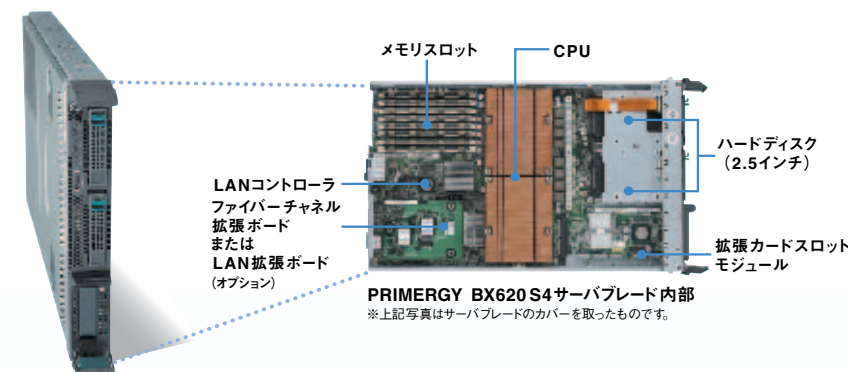 メモリスロット
CPU
ハードディスク
（2.5インチ）
LANコントローラ
ファイバーチャネル
拡張ボード
または
LAN拡張ボード
(オプション)
拡張カードスロット
モジュール
PRIMERGY BX620 S4サーバブレード内部
※上記写真はサーバブレードのカバーを取ったものです。